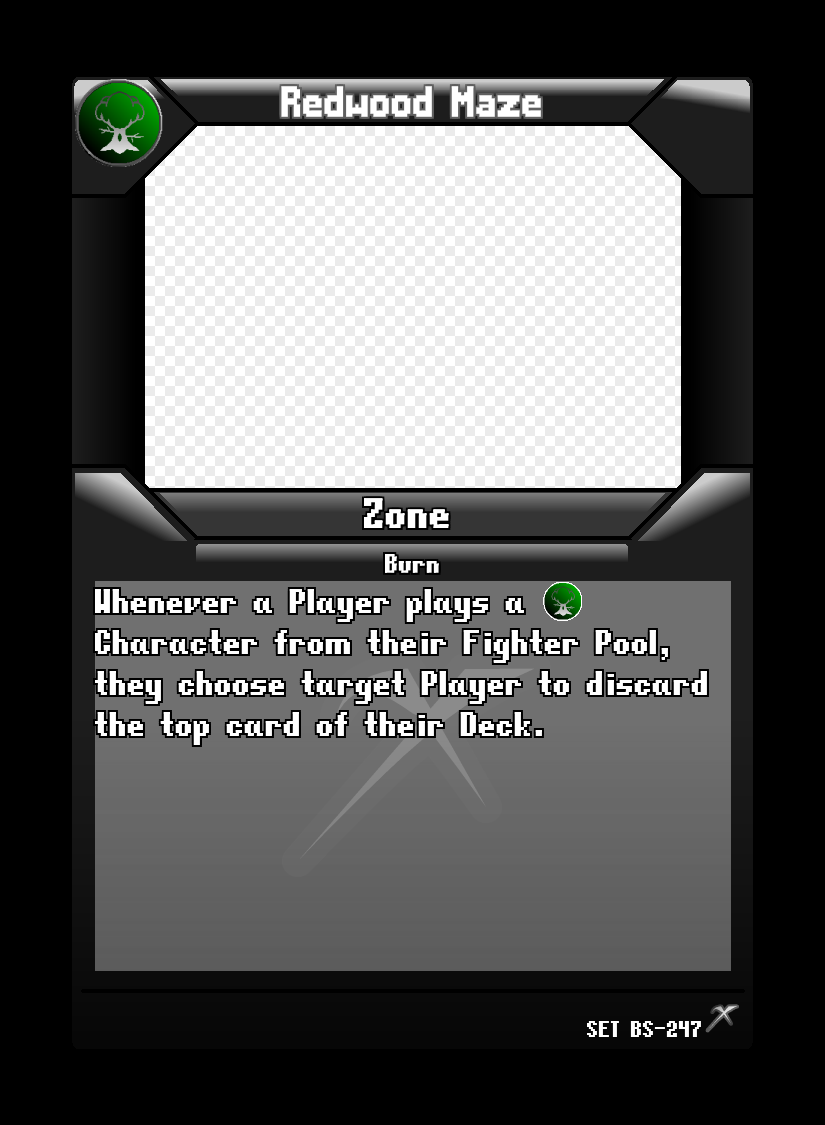 Redwood Maze
Zone
Burn
Whenever a Player plays a
Character from their Fighter Pool,
they choose target Player to discard
the top card of their Deck.
SET BS-247